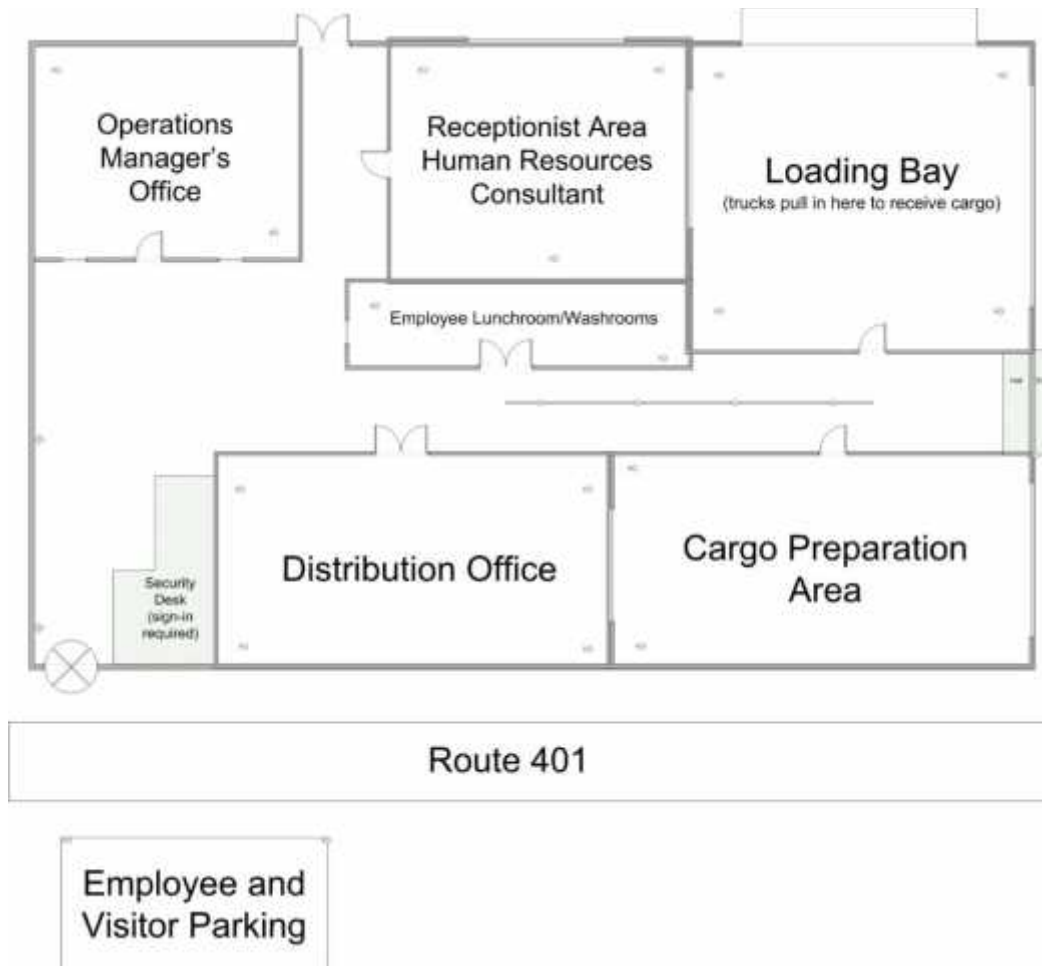 Operations
Manager's
Office
Receptionist Area
Human Resources
Consultant
Loading Bay
(trucks pull in here to receive cargo)
Employee Lunchroom/Washrooms
Security
Desk
(sign-in
required)
Distribution Office
Cargo Preparation
Area
Route 401
Employee and
Visitor Parking